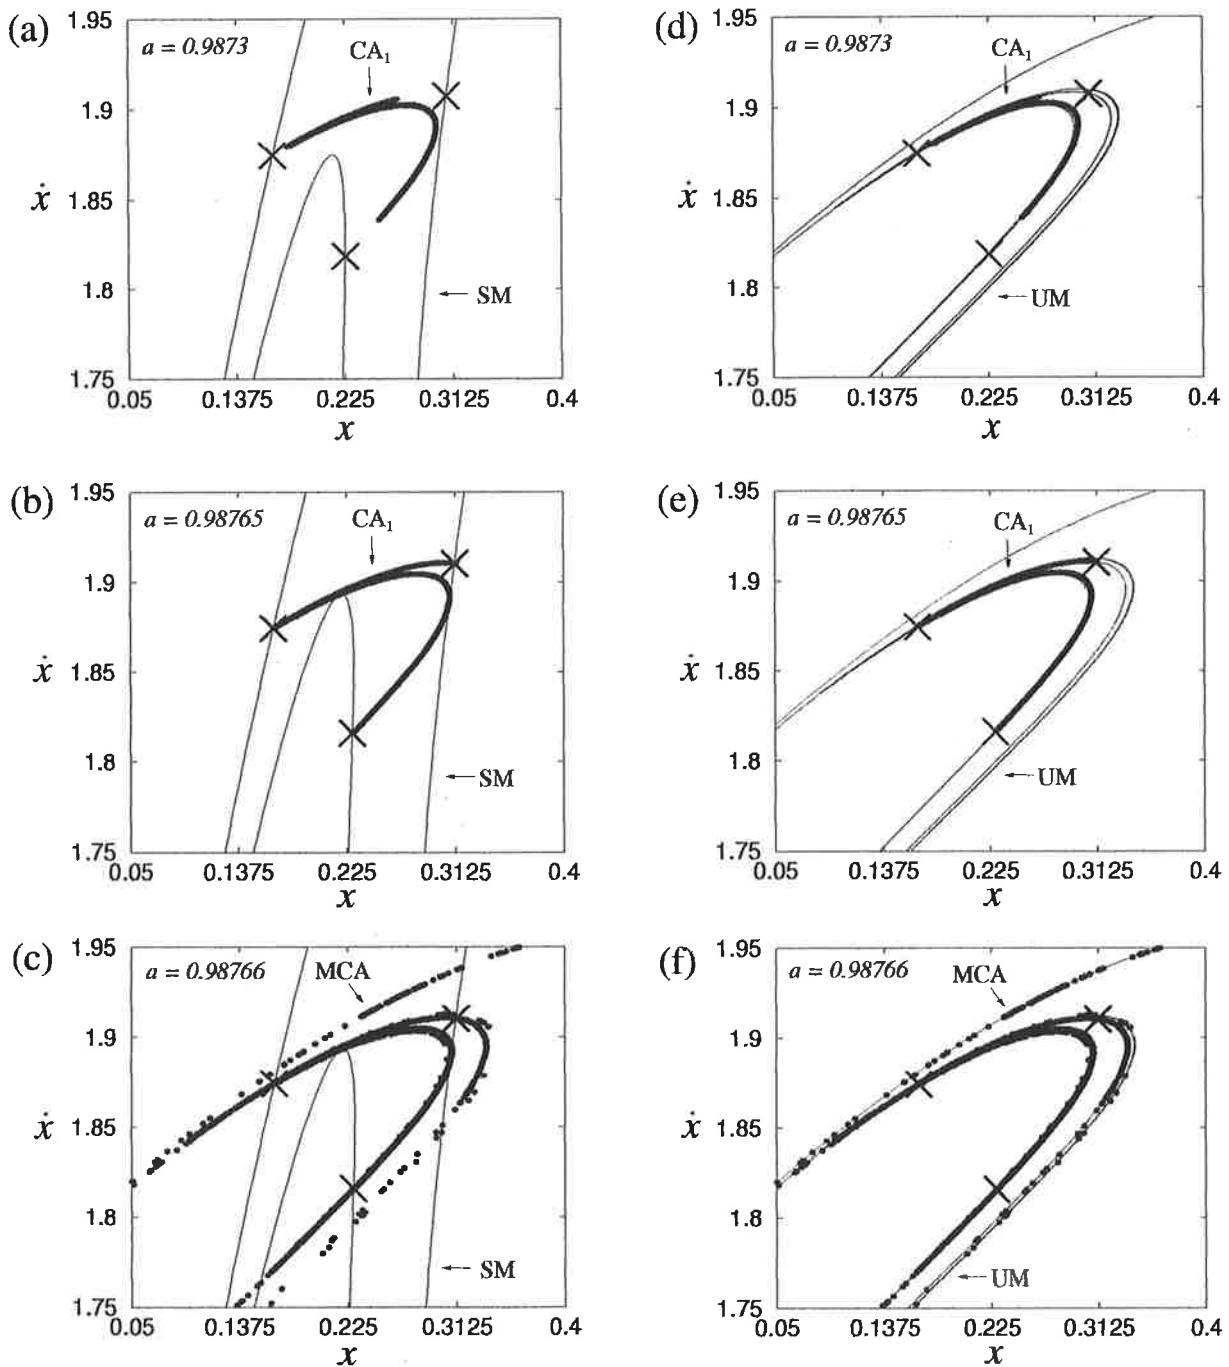 (a)
a = 0.9873
CA1
SM
1.95
1.9
1.85
1.8
1.75
ẋ
0.05
0.1375
0.225
0.3125
0.4
x
(d)
a = 0.9873
CA1
UM
1.95
1.9
1.85
1.8
1.75
ẋ
0.05
0.1375
0.225
0.3125
0.4
x
(b)
a = 0.98765
CA1
SM
1.95
1.9
1.85
1.8
1.75
ẋ
0.05
0.1375
0.225
0.3125
0.4
x
(e)
a = 0.98765
CA1
UM
1.95
1.9
1.85
1.8
1.75
ẋ
0.05
0.1375
0.225
0.3125
0.4
x
(c)
a = 0.98766
MCA
SM
1.95
1.9
1.85
1.8
1.75
ẋ
0.05
0.1375
0.225
0.3125
0.4
x
(f)
a = 0.98766
MCA
UM
1.95
1.9
1.85
1.8
1.75
ẋ
0.05
0.1375
0.225
0.3125
0.4
x